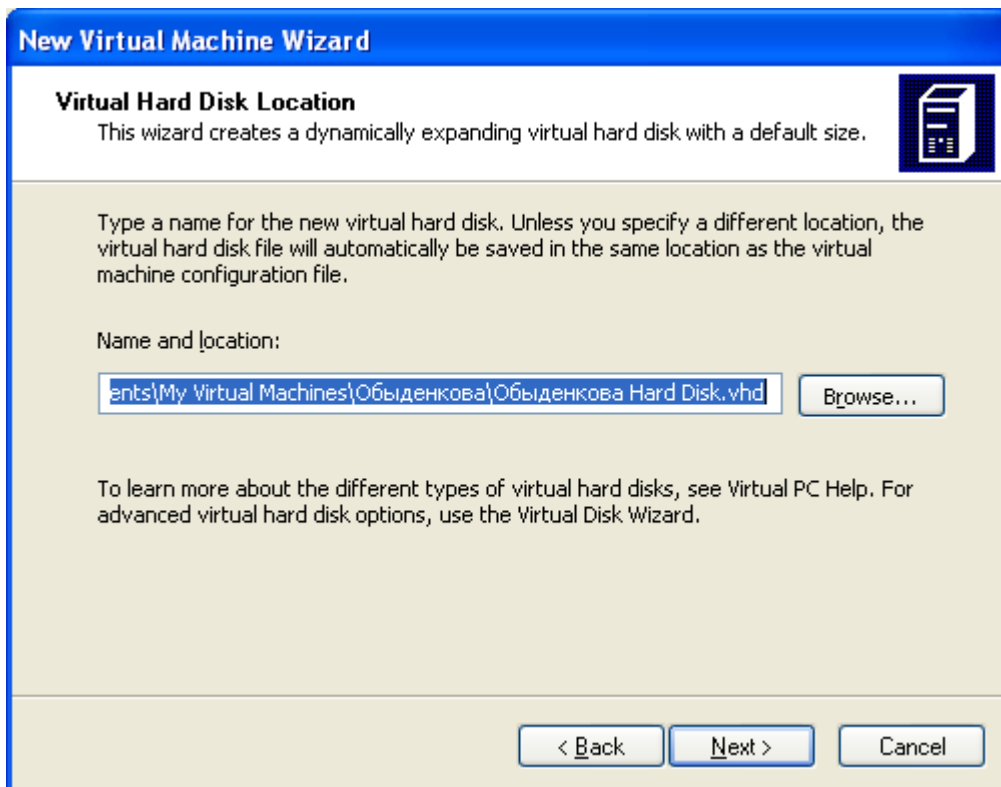 New Virtual Machine Wizard
Virtual Hard Disk Location
This wizard creates a dynamically expanding virtual hard disk with a default size.
Type a name for the new virtual hard disk. Unless you specify a different location, the
virtual hard disk file will automatically be saved in the same location as the virtual
machine configuration file.
Name and location:
ents\My Virtual Machines\Обыденкова\Обыденкова Hard Disk.vhd
Browse...
To learn more about the different types of virtual hard disks, see Virtual PC Help. For
advanced virtual hard disk options, use the Virtual Disk Wizard.
< Back
Next >
Cancel